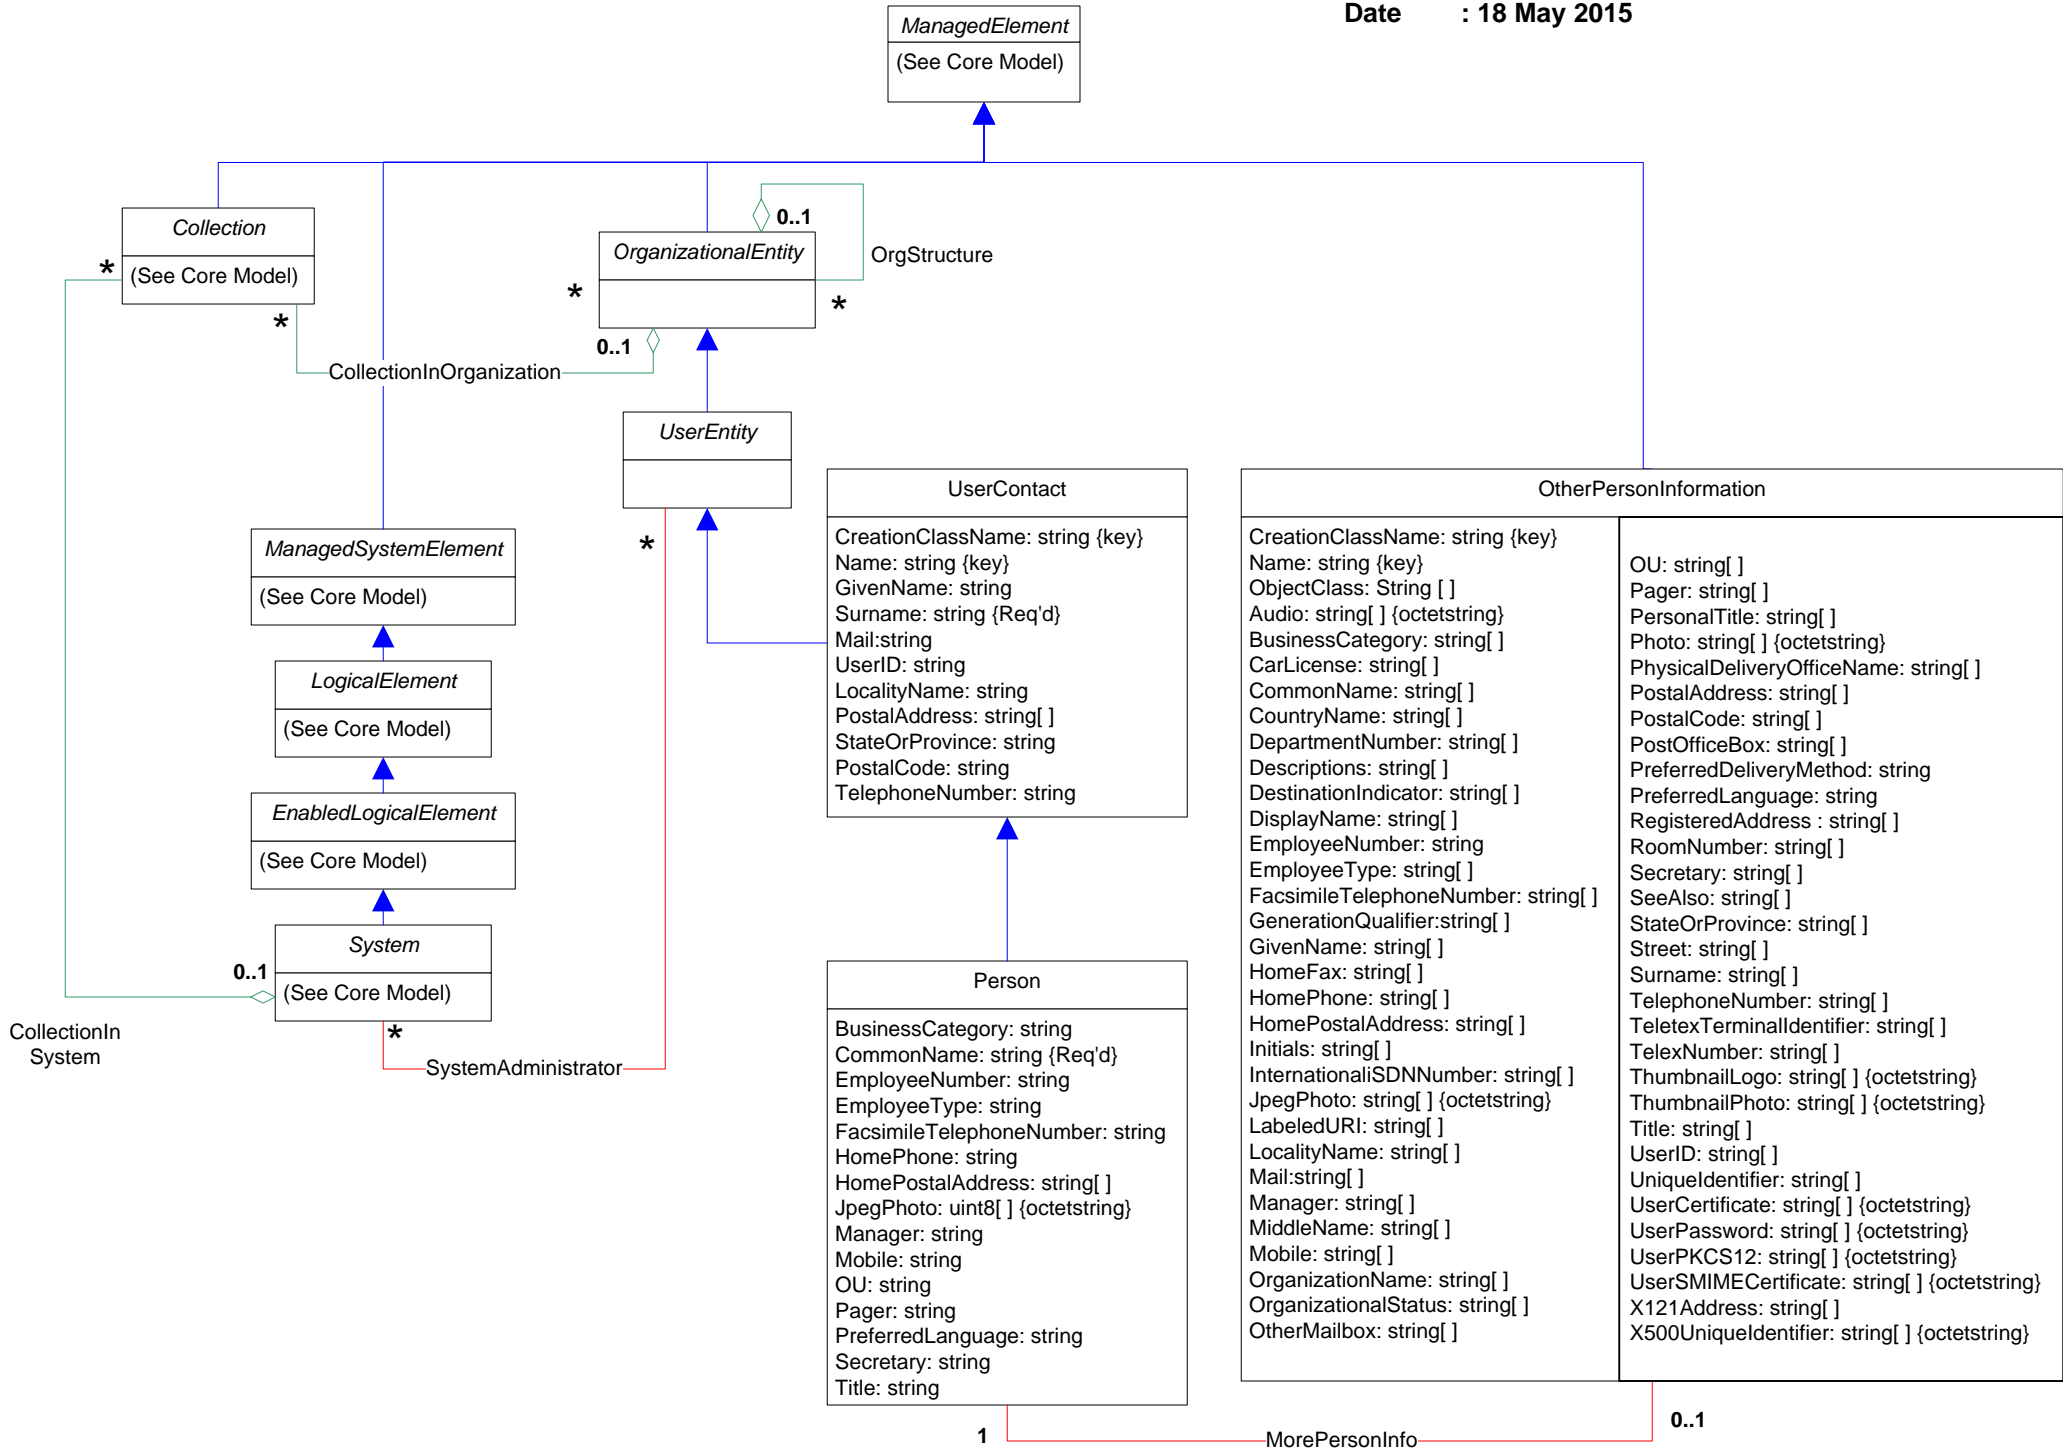 Date : 18 May 2015
ManagedElement
(See Core Model)
Collection
(See Core Model)
*
*
0..1
OrganizationalEntity
OrgStructure
*
*
0..1
CollectionInOrganization
UserEntity
*
ManagedSystemElement
(See Core Model)
LogicalElement
(See Core Model)
EnabledLogicalElement
(See Core Model)
System
(See Core Model)
0..1
*
CollectionIn
System
SystemAdministrator
UserContact
CreationClassName: string {key}
Name: string {key}
GivenName: string
Surname: string {Req'd}
Mail:string
UserID: string
LocalityName: string
PostalAddress: string[ ]
StateOrProvince: string
PostalCode: string
TelephoneNumber: string
Person
BusinessCategory: string
CommonName: string {Req'd}
EmployeeNumber: string
EmployeeType: string
FacsimileTelephoneNumber: string
HomePhone: string
HomePostalAddress: string[ ]
JpegPhoto: uint8[ ] {octetstring}
Manager: string
Mobile: string
OU: string
Pager: string
PreferredLanguage: string
Secretary: string
Title: string
OtherPersonInformation
CreationClassName: string {key}
Name: string {key}
ObjectClass: String [ ]
Audio: string[ ] {octetstring}
BusinessCategory: string[ ]
CarLicense: string[ ]
CommonName: string[ ]
CountryName: string[ ]
DepartmentNumber: string[ ]
Descriptions: string[ ]
DestinationIndicator: string[ ]
DisplayName: string[ ]
EmployeeNumber: string
EmployeeType: string[ ]
FacsimileTelephoneNumber: string[ ]
GenerationQualifier:string[ ]
GivenName: string[ ]
HomeFax: string[ ]
HomePhone: string[ ]
HomePostalAddress: string[ ]
Initials: string[ ]
InternationaliSDNNumber: string[ ]
JpegPhoto: string[ ] {octetstring}
LabeledURI: string[ ]
LocalityName: string[ ]
Mail:string[ ]
Manager: string[ ]
MiddleName: string[ ]
Mobile: string[ ]
OrganizationName: string[ ]
OrganizationalStatus: string[ ]
OtherMailbox: string[ ]
OU: string[ ]
Pager: string[ ]
PersonalTitle: string[ ]
Photo: string[ ] {octetstring}
PhysicalDeliveryOfficeName: string[ ]
PostalAddress: string[ ]
PostalCode: string[ ]
PostOfficeBox: string[ ]
PreferredDeliveryMethod: string
PreferredLanguage: string
RegisteredAddress : string[ ]
RoomNumber: string[ ]
Secretary: string[ ]
SeeAlso: string[ ]
StateOrProvince: string[ ]
Street: string[ ]
Surname: string[ ]
TelephoneNumber: string[ ]
TeletexTerminalIdentifier: string[ ]
TelexNumber: string[ ]
ThumbnailLogo: string[ ] {octetstring}
ThumbnailPhoto: string[ ] {octetstring}
Title: string[ ]
UserID: string[ ]
UniqueIdentifier: string[ ]
UserCertificate: string[ ] {octetstring}
UserPassword: string[ ] {octetstring}
UserPKCS12: string[ ] {octetstring}
UserSMIMECertificate: string[ ] {octetstring}
X121Address: string[ ]
X500UniqueIdentifier: string[ ] {octetstring}
1
MorePersonInfo
0..1